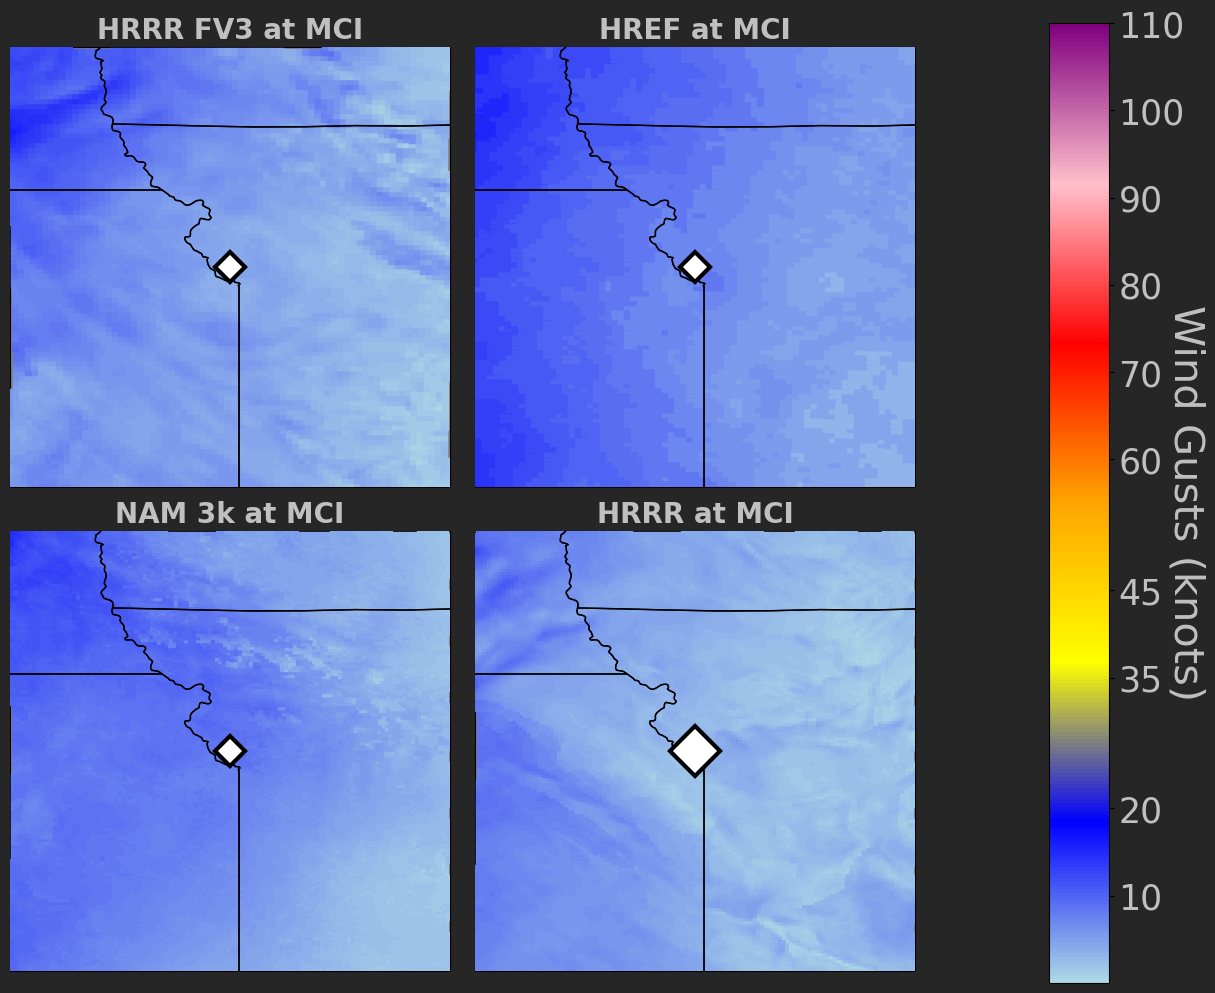 HRRR FV3 at MCI
HREF at MCI
NAM 3k at MCI
HRRR at MCI
110
100
90
80
70
60
45
35
20
10
Wind Gusts (knots)